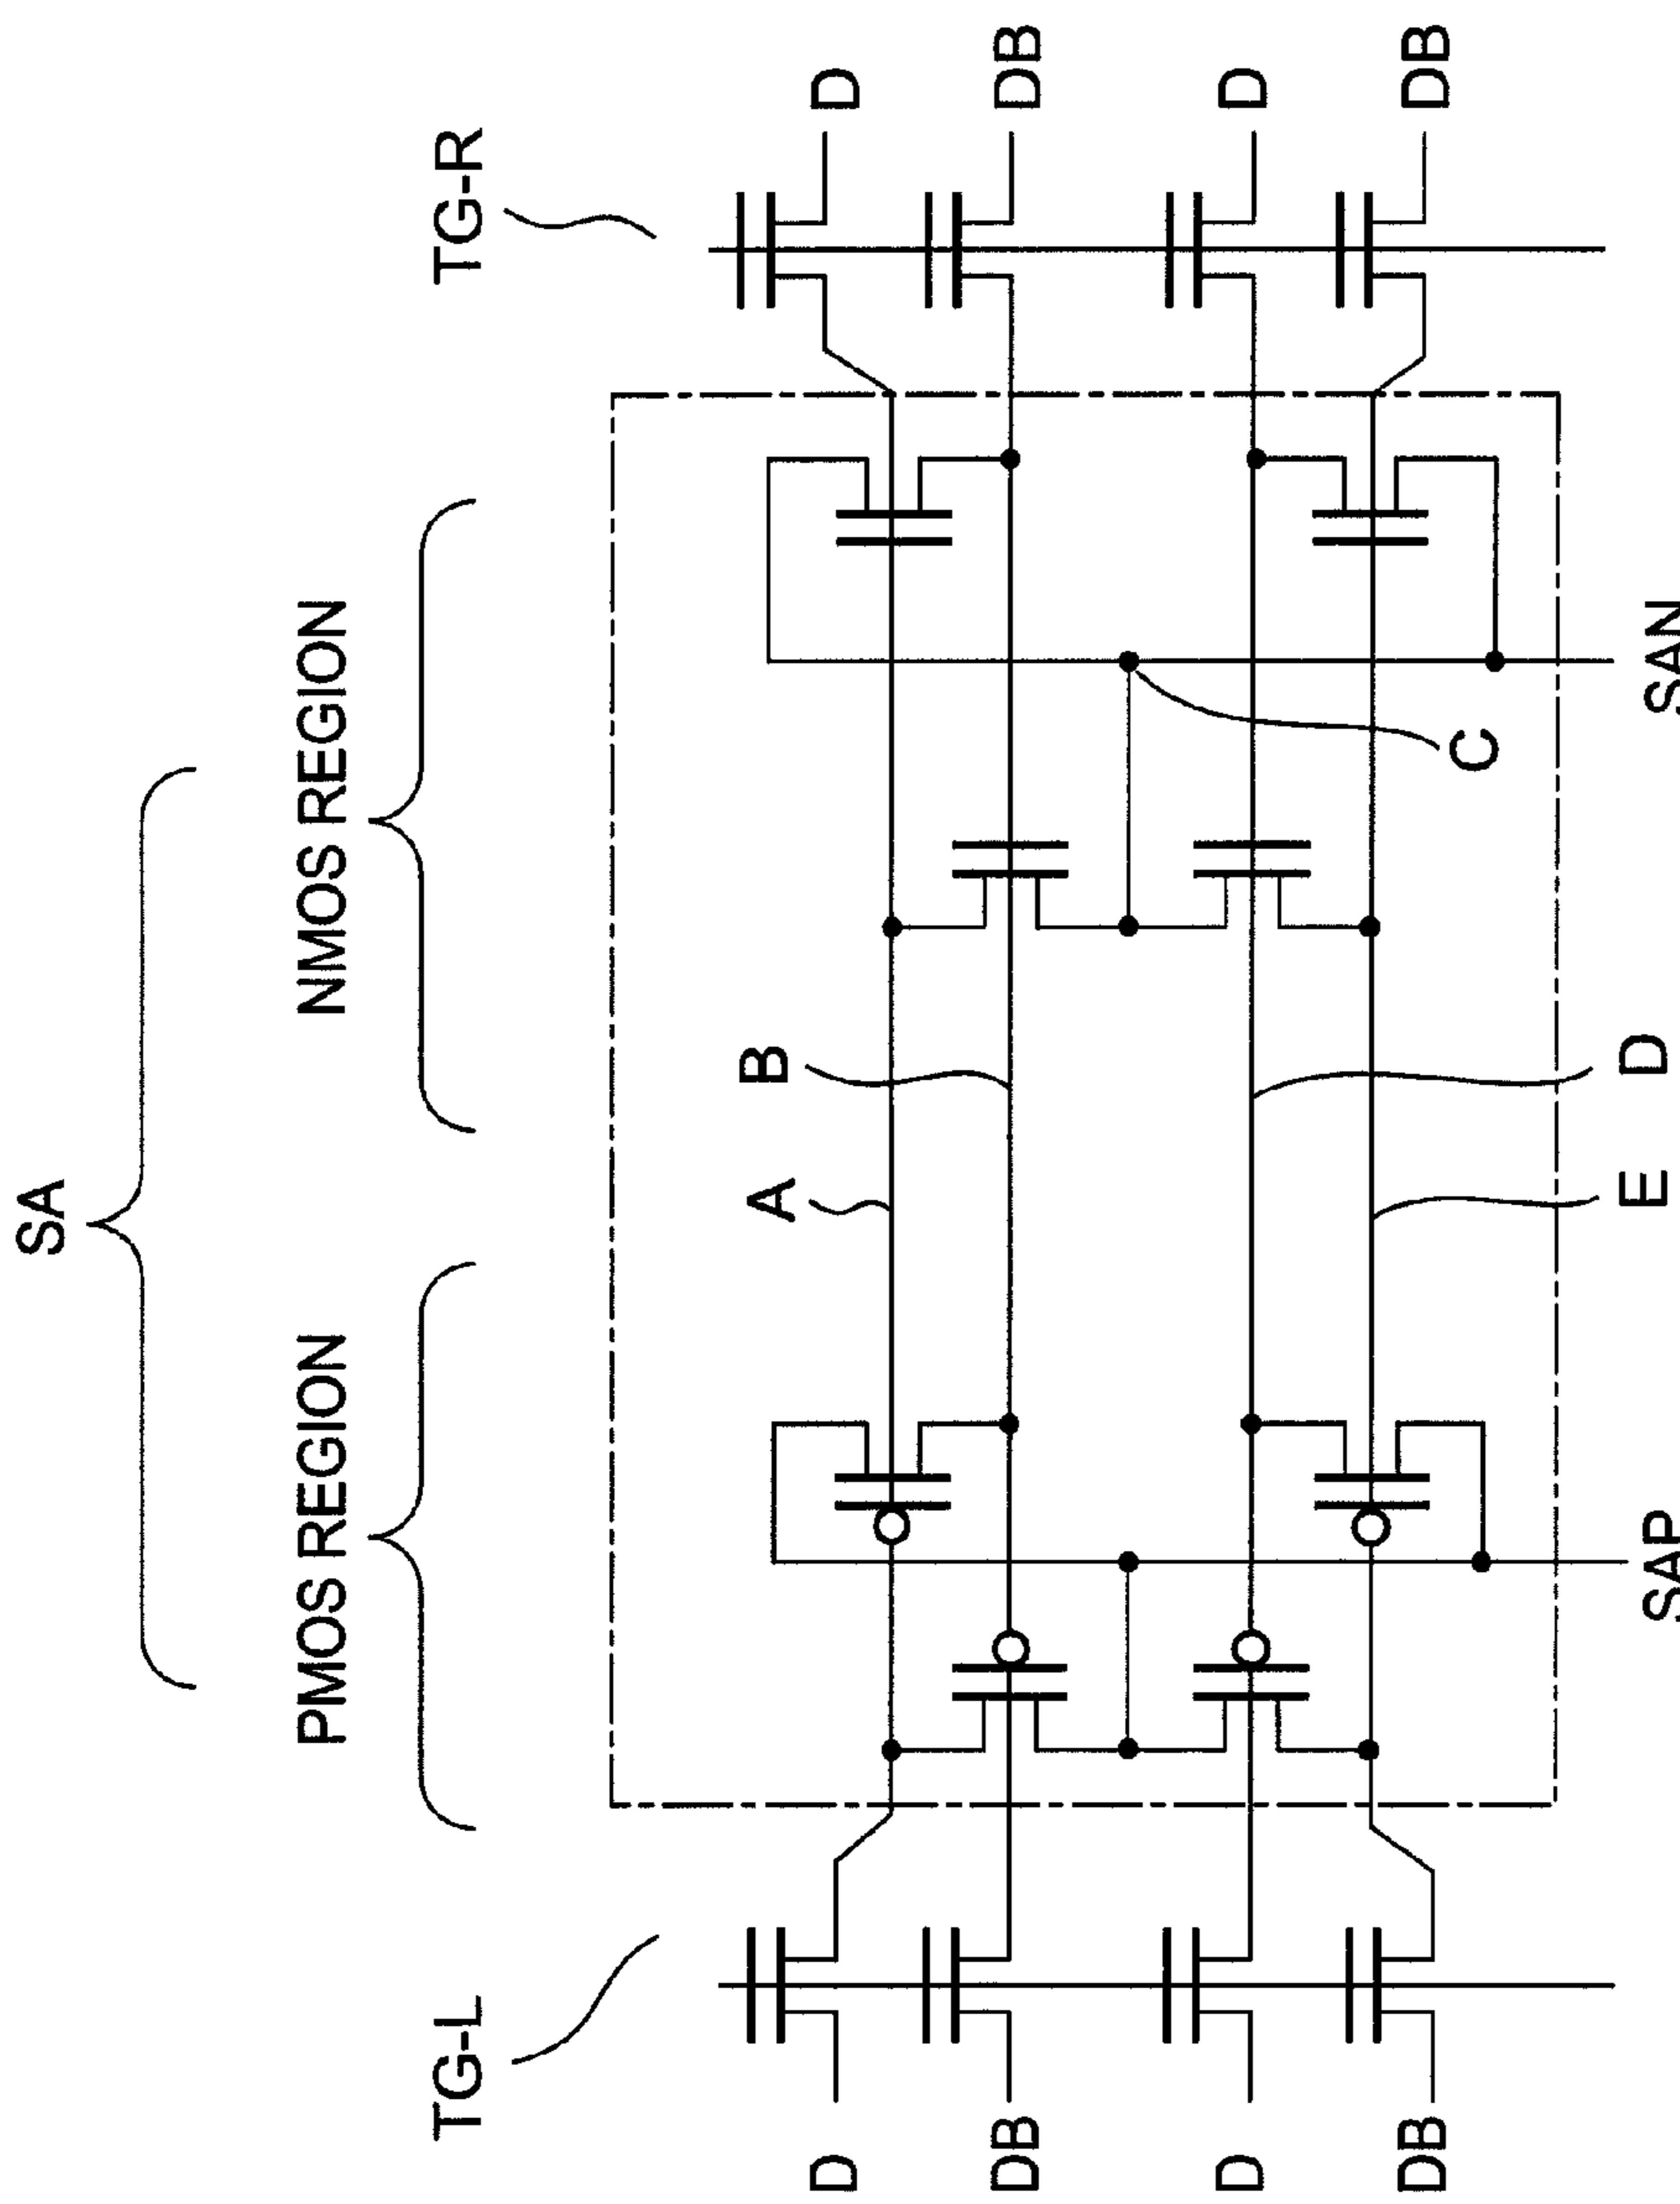 SA
PMOS REGION
NMOS REGION
TG-L
TG-R
D
A
B
D
DB
DB
C
D
D
DB
DB
SAP
E
D
SAN